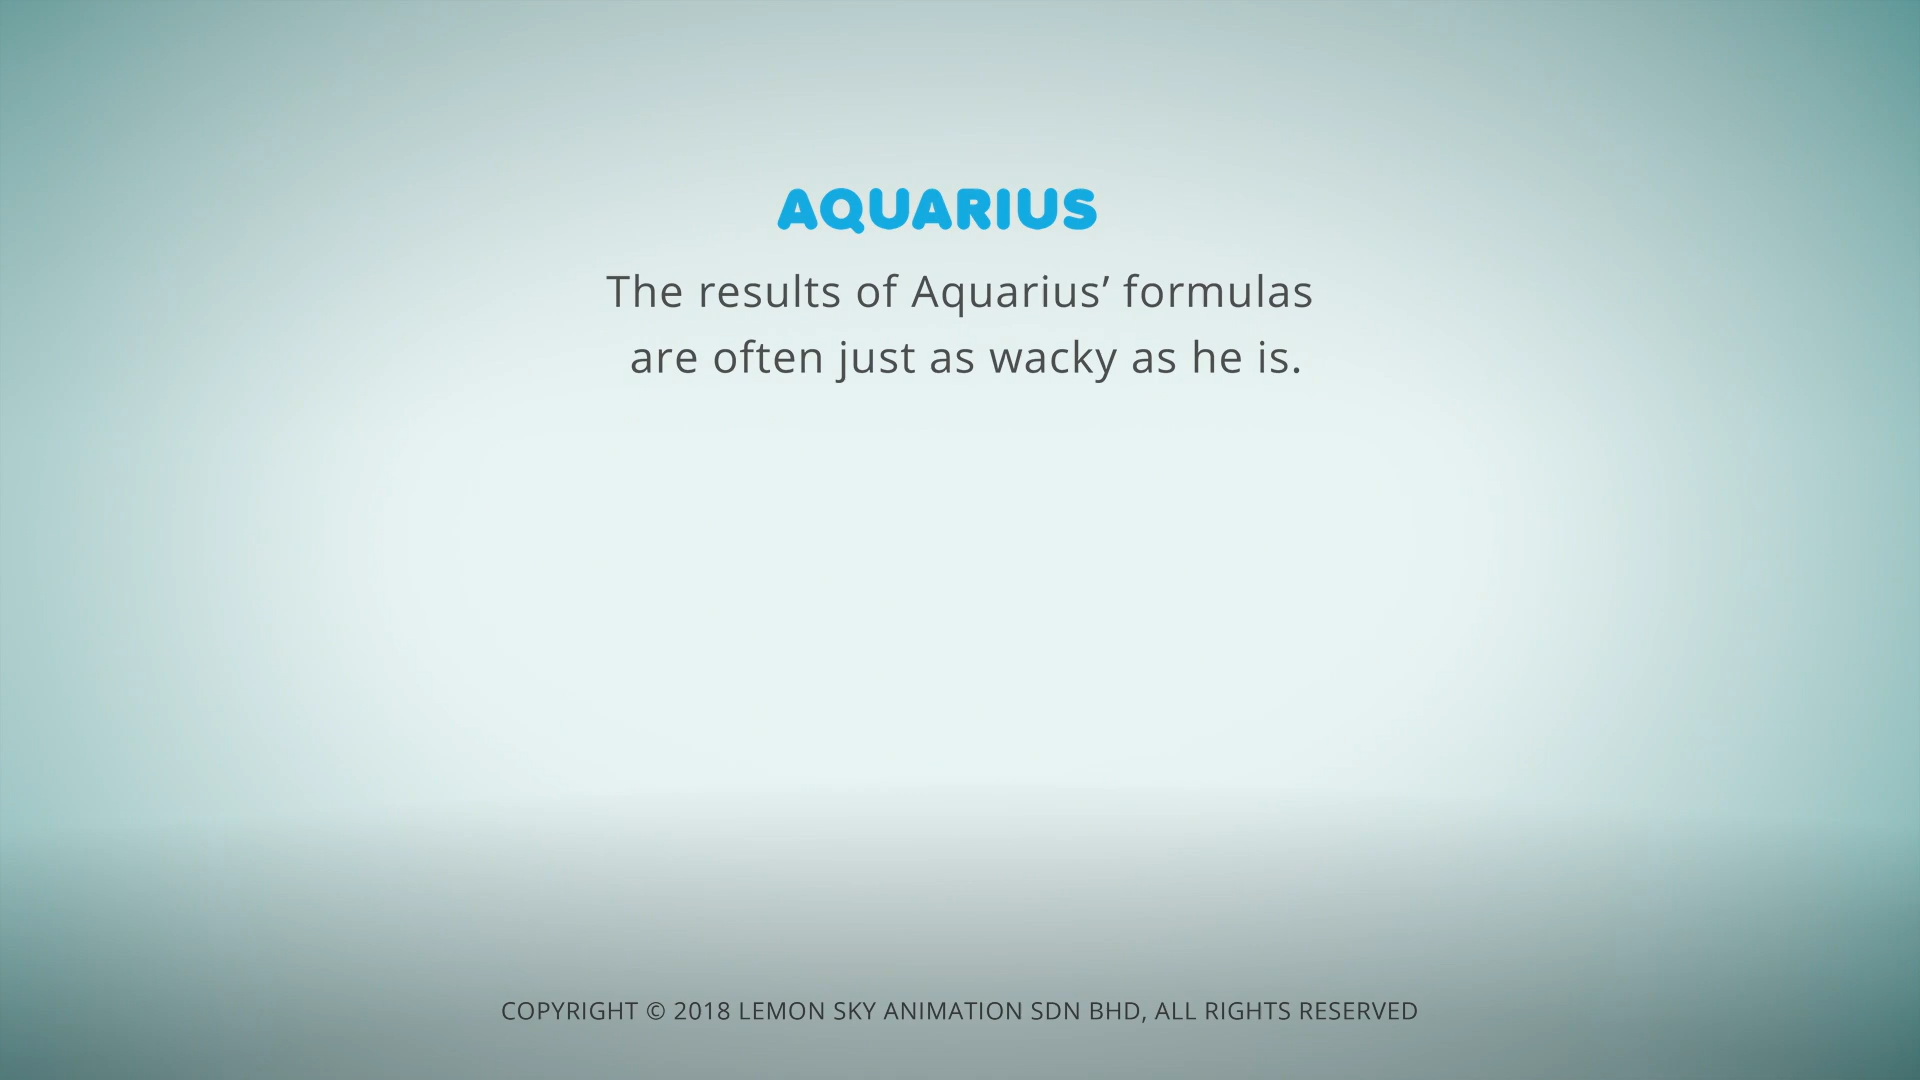 AQUARIUS
The results of Aquarius’ formulas
are often just as wacky as he is.
COPYRIGHT © 2018 LEMON SKY ANIMATION SDN BHD, ALL RIGHTS RESERVED